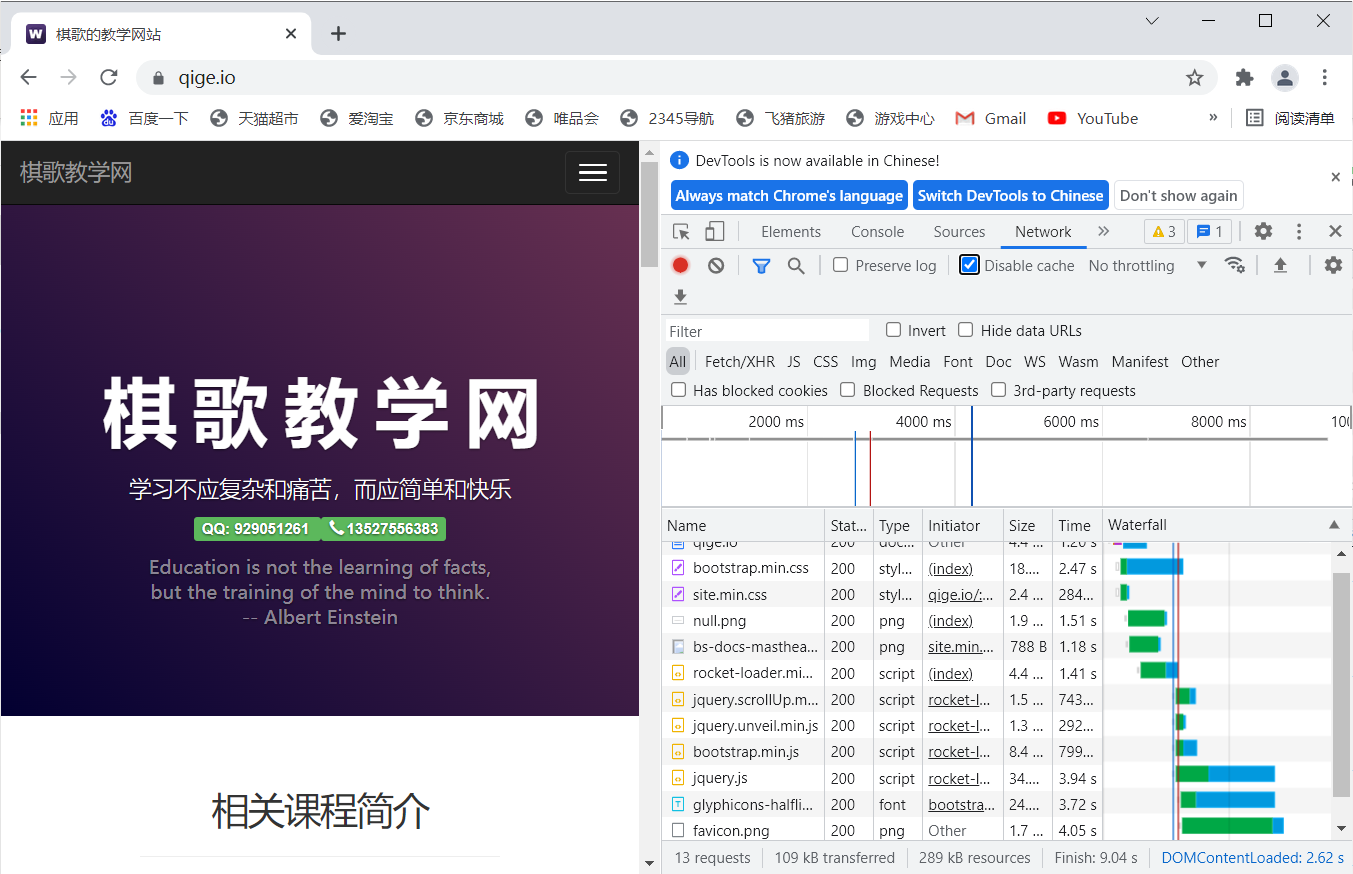 棋歌的教学网站
qige.io
应用 百度一下 天猫超市 爱淘宝 京东商城 唯品会 2345导航 飞猪旅游 游戏中心 Gmail YouTube » 阅读清单
棋歌教学网
棋歌教学网
学习不应复杂和痛苦，而应简单和快乐
QQ: 929051261 13527556383
Education is not the learning of facts,
but the training of the mind to think.
-- Albert Einstein
相关课程简介
DevTools is now available in Chinese!
Always match Chrome's language Switch DevTools to Chinese Don't show again
Elements Console Sources Network » 3 1
Preserve log Disable cache No throttling
Filter Invert Hide data URLs
All Fetch/XHR JS CSS Img Media Font Doc WS Wasm Manifest Other
Has blocked cookies Blocked Requests 3rd-party requests
2000 ms 4000 ms 6000 ms 8000 ms
Name Stat... Type Initiator Size Time Waterfall
qige.io 200 doc... Other 4.4 ... 1.20 s
bootstrap.min.css 200 styl... (index) 18.... 2.47 s
site.min.css 200 styl... qige.io/:... 2.4 ... 284...
null.png 200 png (index) 1.9 ... 1.51 s
bs-docs-masthea... 200 png site.min.... 788 B 1.18 s
rocket-loader.mi... 200 script (index) 4.4 ... 1.41 s
jquery.scrollUp.m... 200 script rocket-l... 1.5 ... 743...
jquery.unveil.min.js 200 script rocket-l... 1.3 ... 292...
bootstrap.min.js 200 script rocket-l... 8.4 ... 799...
jquery.js 200 script rocket-l... 34.... 3.94 s
glyphicons-halfli... 200 font bootstra... 24.... 3.72 s
favicon.png 200 png Other 1.7 ... 4.05 s
13 requests 109 kB transferred 289 kB resources Finish: 9.04 s DOMContentLoaded: 2.62 s